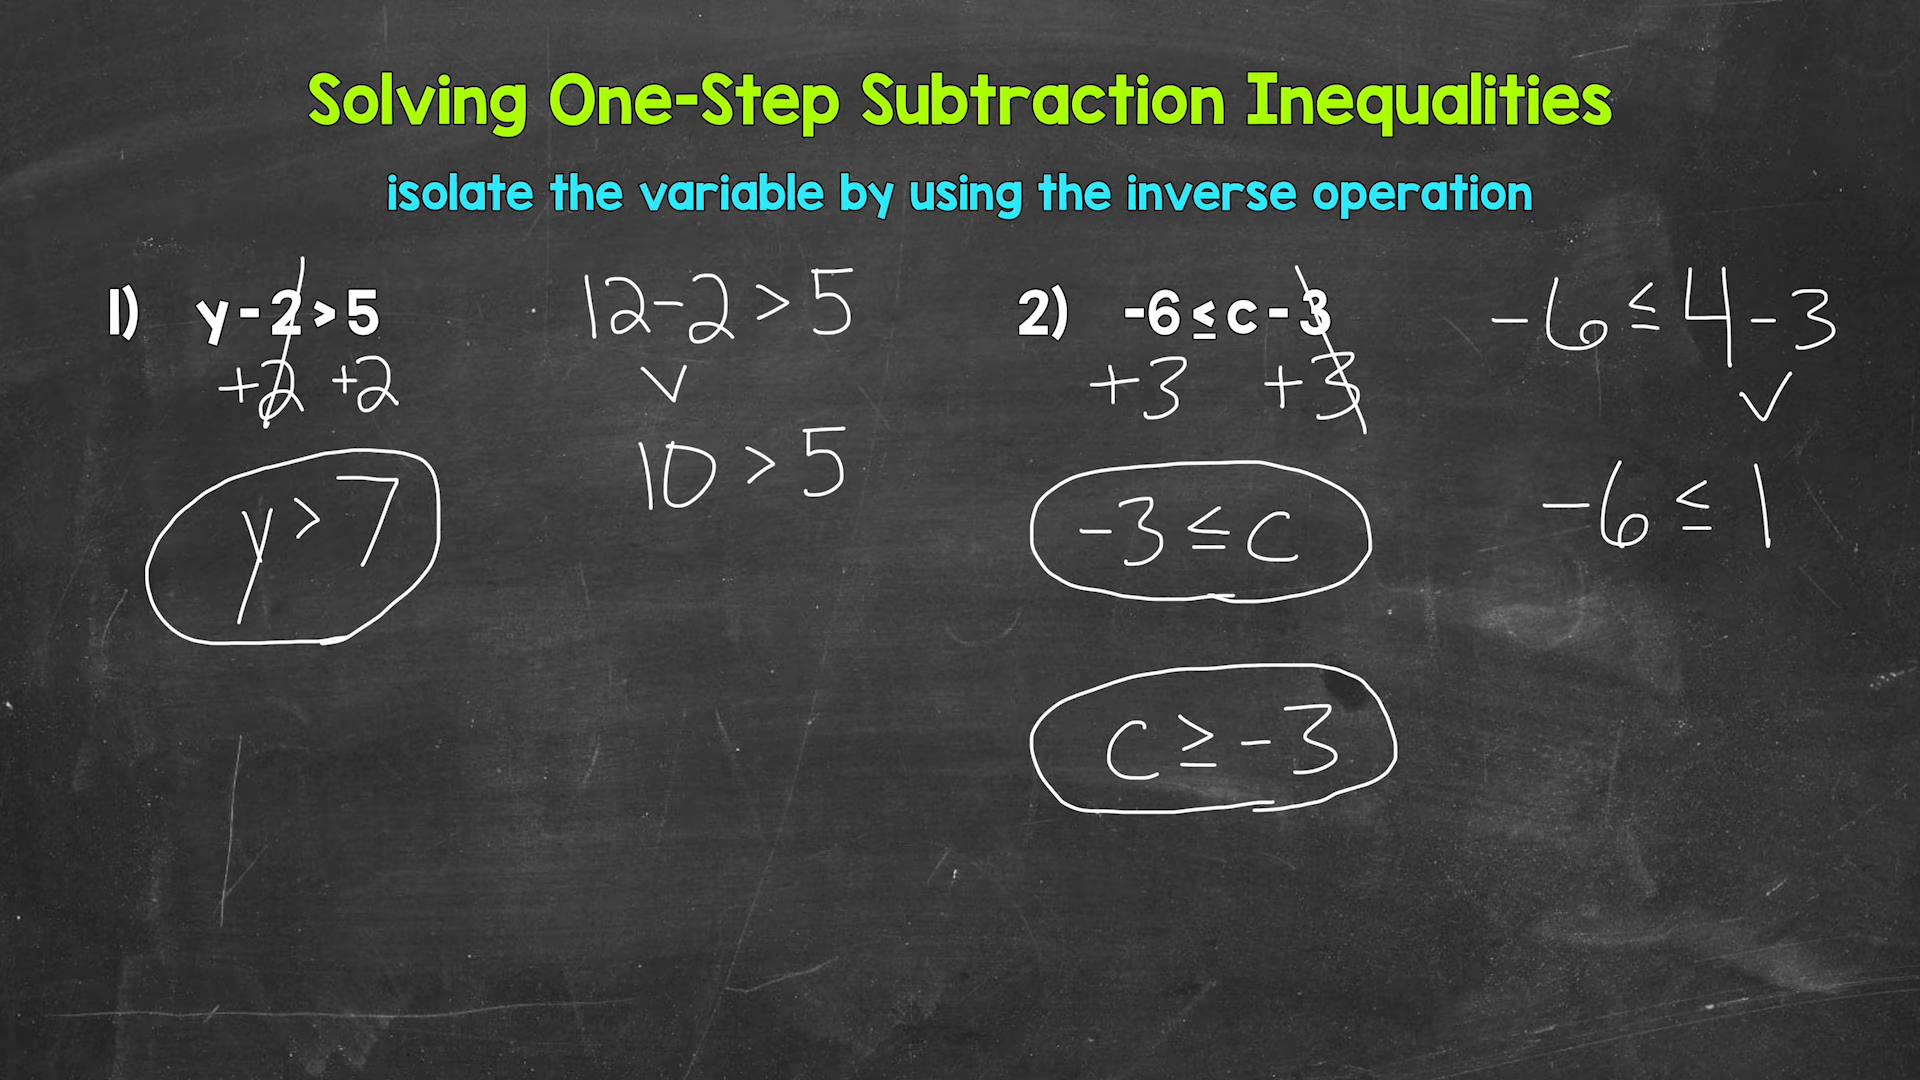 Solving One-Step Subtraction Inequalities
isolate the variable by using the inverse operation
1) y - 2 > 5
+2 +2
y > 7
12 - 2 > 5
10 > 5
2) -6 ≤ c - 3
+3 +3
-3 ≤ c
c ≥ -3
-6 ≤ 4 - 3
-6 ≤ 1